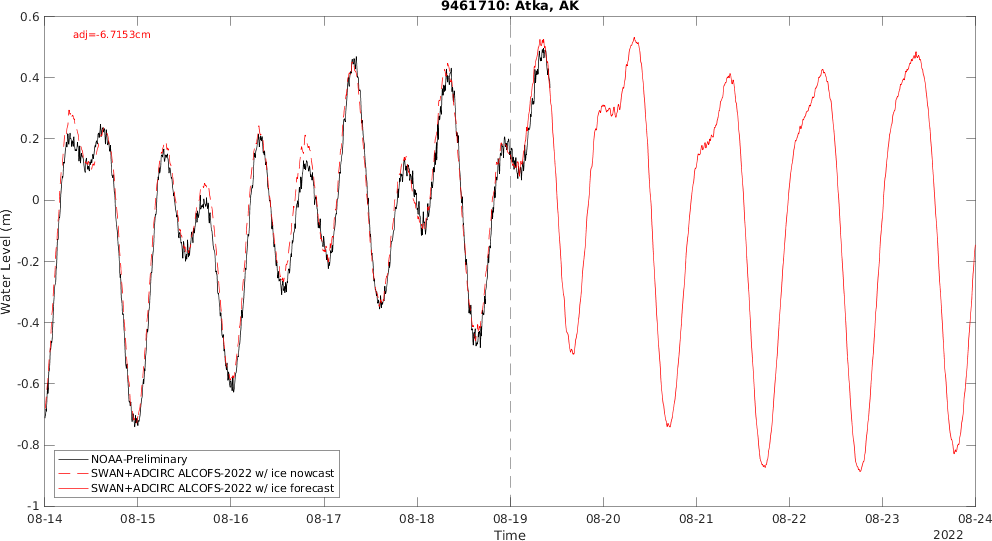 9461710: Atka, AK
adj=-6.7153cm
0.6
0.4
0.2
0
-0.2
-0.4
-0.6
-0.8
-1
Water Level (m)
NOAA-Preliminary
SWAN+ADCIRC ALCOFS-2022 w/ ice nowcast
SWAN+ADCIRC ALCOFS-2022 w/ ice forecast
08-14 08-15 08-16 08-17 08-18 08-19 08-20 08-21 08-22 08-23 08-24
Time
2022